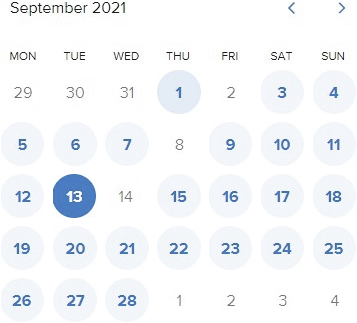 September 2021
MON TUE WED THU FRI SAT SUN
29 30 31 1 2 3 4
5 6 7 8 9 10 11
12 13 14 15 16 17 18
19 20 21 22 23 24 25
26 27 28 1 2 3 4